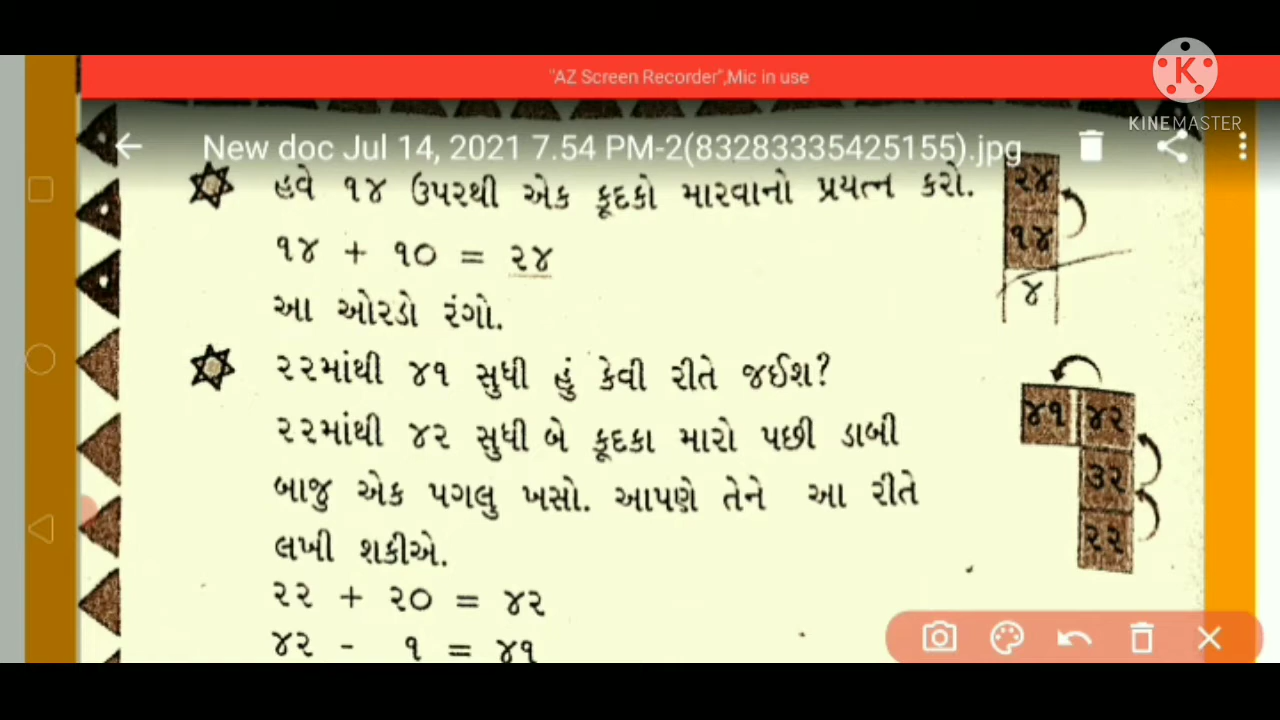 "AZ Screen Recorder",Mic in use
KINEMASTER
New doc Jul 14, 2021 7.54 PM-2(83283335425155).jpg
હવે ૧૪ ઉપરથી એક કૂદકો મારવાનો પ્રયત્ન કરો.
૧૪ + ૧૦ = ૨૪
આ ઓરડો રંગો.
૨૪
૧૪
૪
૨૨માંથી ૪૧ સુધી હું કેવી રીતે જઈશ?
૨૨માંથી ૪૨ સુધી બે કૂદકા મારો પછી ડાબી
બાજુ એક પગલુ ખસો. આપણે તેને આ રીતે
લખી શકીએ.
૨૨ + ૨૦ = ૪૨
૪૨ - ૧ = ૪૧
૪૧ ૪૨
૩૨
૨૨